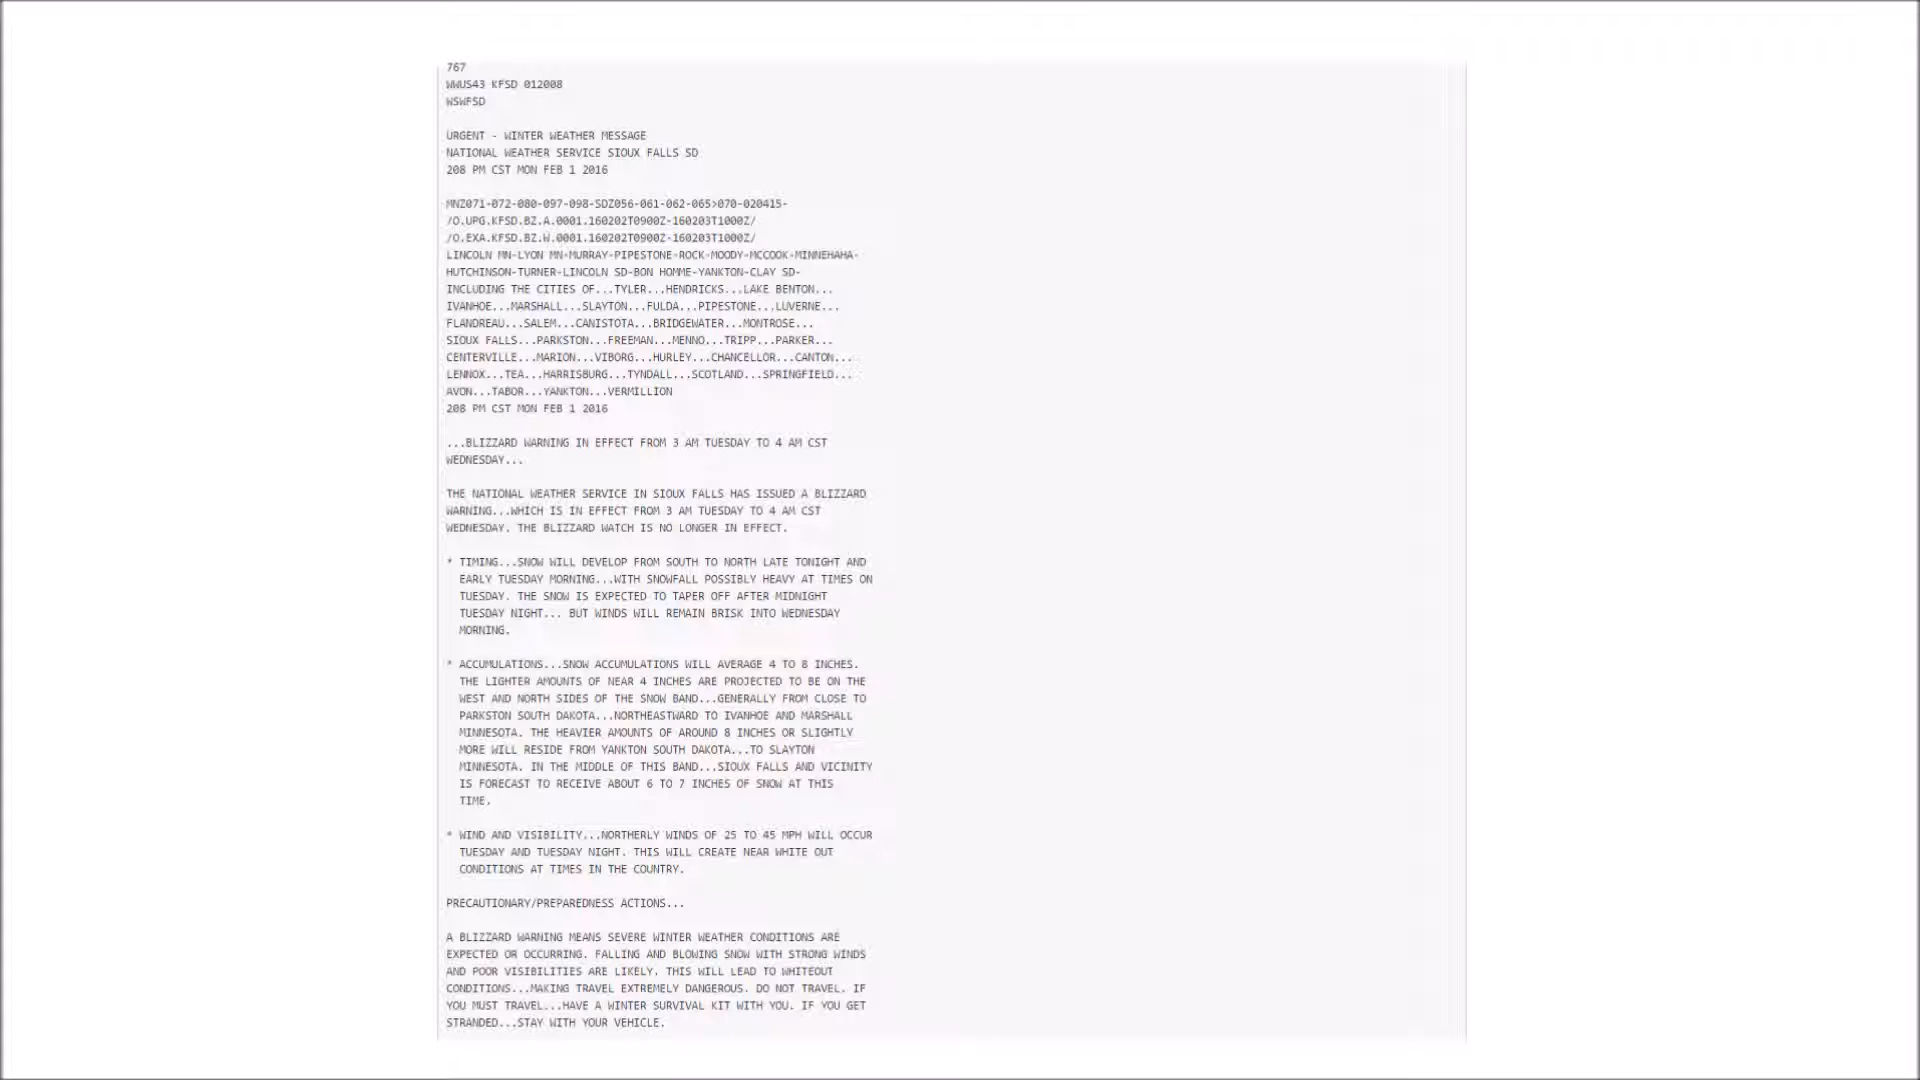 767
WWUS43 KFSD 012008
WSWFSD
URGENT - WINTER WEATHER MESSAGE
NATIONAL WEATHER SERVICE SIOUX FALLS SD
208 PM CST MON FEB 1 2016
MNZ071-072-080-097-098-SDZ056-061-062-065>070-020415-
/O.UPG.KFSD.BZ.A.0001.160202T0900Z-160203T1000Z/
/O.EXA.KFSD.BZ.W.0001.160202T0900Z-160203T1000Z/
LINCOLN MN-LYON MN-MURRAY-PIPESTONE-ROCK-MOODY-MCCOOK-MINNEHAHA-
HUTCHINSON-TURNER-LINCOLN SD-BON HOMME-YANKTON-CLAY SD-
INCLUDING THE CITIES OF...TYLER...HENDRICKS...LAKE BENTON...
IVANHOE...MARSHALL...SLAYTON...FULDA...PIPESTONE...LUVERNE...
FLANDREAU...SALEM...CANISTOTA...BRIDGEWATER...MONTROSE...
SIOUX FALLS...PARKSTON...FREEMAN...MENNO...TRIPP...PARKER...
CENTERVILLE...MARION...VIBORG...HURLEY...CHANCELLOR...CANTON...
LENNOX...TEA...HARRISBURG...TYNDALL...SCOTLAND...SPRINGFIELD...
AVON...TABOR...YANKTON...VERMILLION
208 PM CST MON FEB 1 2016
...BLIZZARD WARNING IN EFFECT FROM 3 AM TUESDAY TO 4 AM CST
WEDNESDAY...
THE NATIONAL WEATHER SERVICE IN SIOUX FALLS HAS ISSUED A BLIZZARD
WARNING...WHICH IS IN EFFECT FROM 3 AM TUESDAY TO 4 AM CST
WEDNESDAY. THE BLIZZARD WATCH IS NO LONGER IN EFFECT.
* TIMING...SNOW WILL DEVELOP FROM SOUTH TO NORTH LATE TONIGHT AND
EARLY TUESDAY MORNING...WITH SNOWFALL POSSIBLY HEAVY AT TIMES ON
TUESDAY. THE SNOW IS EXPECTED TO TAPER OFF AFTER MIDNIGHT
TUESDAY NIGHT... BUT WINDS WILL REMAIN BRISK INTO WEDNESDAY
MORNING.
* ACCUMULATIONS...SNOW ACCUMULATIONS WILL AVERAGE 4 TO 8 INCHES.
THE LIGHTER AMOUNTS OF NEAR 4 INCHES ARE PROJECTED TO BE ON THE
WEST AND NORTH SIDES OF THE SNOW BAND...GENERALLY FROM CLOSE TO
PARKSTON SOUTH DAKOTA...NORTHEASTWARD TO IVANHOE AND MARSHALL
MINNESOTA. THE HEAVIER AMOUNTS OF AROUND 8 INCHES OR SLIGHTLY
MORE WILL RESIDE FROM YANKTON SOUTH DAKOTA...TO SLAYTON
MINNESOTA. IN THE MIDDLE OF THIS BAND...SIOUX FALLS AND VICINITY
IS FORECAST TO RECEIVE ABOUT 6 TO 7 INCHES OF SNOW AT THIS
TIME.
* WIND AND VISIBILITY...NORTHERLY WINDS OF 25 TO 45 MPH WILL OCCUR
TUESDAY AND TUESDAY NIGHT. THIS WILL CREATE NEAR WHITE OUT
CONDITIONS AT TIMES IN THE COUNTRY.
PRECAUTIONARY/PREPAREDNESS ACTIONS...
A BLIZZARD WARNING MEANS SEVERE WINTER WEATHER CONDITIONS ARE
EXPECTED OR OCCURRING. FALLING AND BLOWING SNOW WITH STRONG WINDS
AND POOR VISIBILITIES ARE LIKELY. THIS WILL LEAD TO WHITEOUT
CONDITIONS...MAKING TRAVEL EXTREMELY DANGEROUS. DO NOT TRAVEL. IF
YOU MUST TRAVEL...HAVE A WINTER SURVIVAL KIT WITH YOU. IF YOU GET
STRANDED...STAY WITH YOUR VEHICLE.